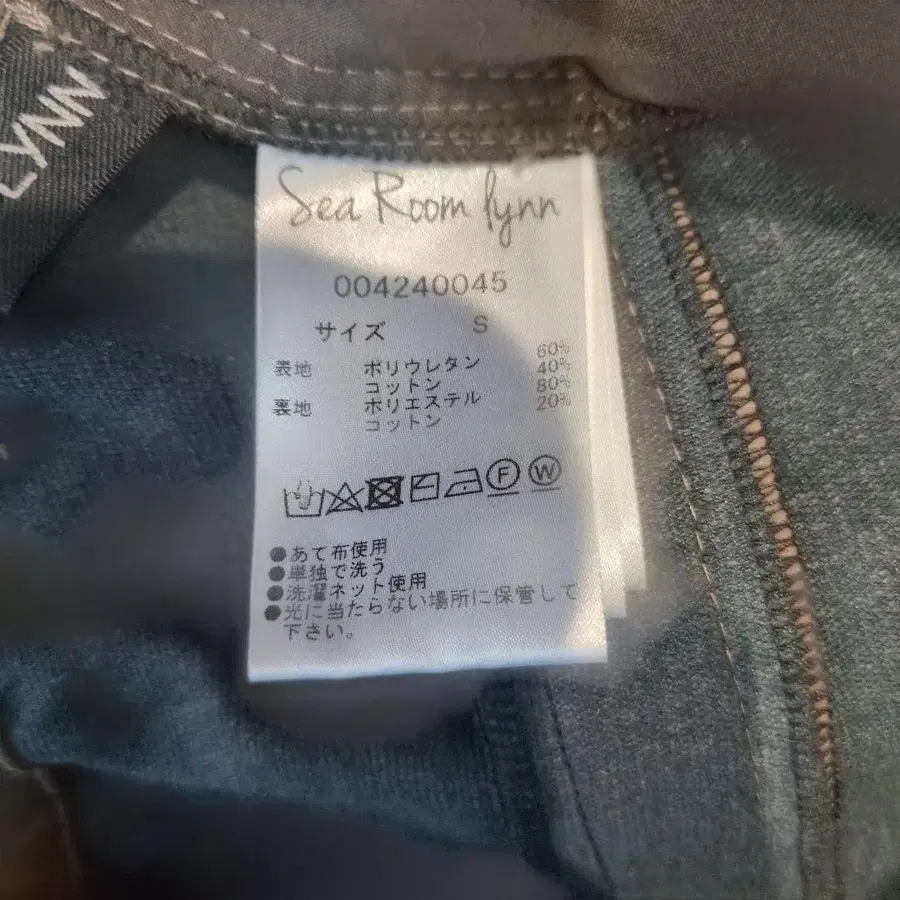 LYNN
Sea Room lynn
004240045
サイズ S
表地 ポリウレタン 60%
コットン 40%
裏地 ポリエステル 80%
コットン 20%
F W
●あて布使用
●単独で洗う
●洗濯ネット使用
●光に当たらない場所に保管して
下さい。